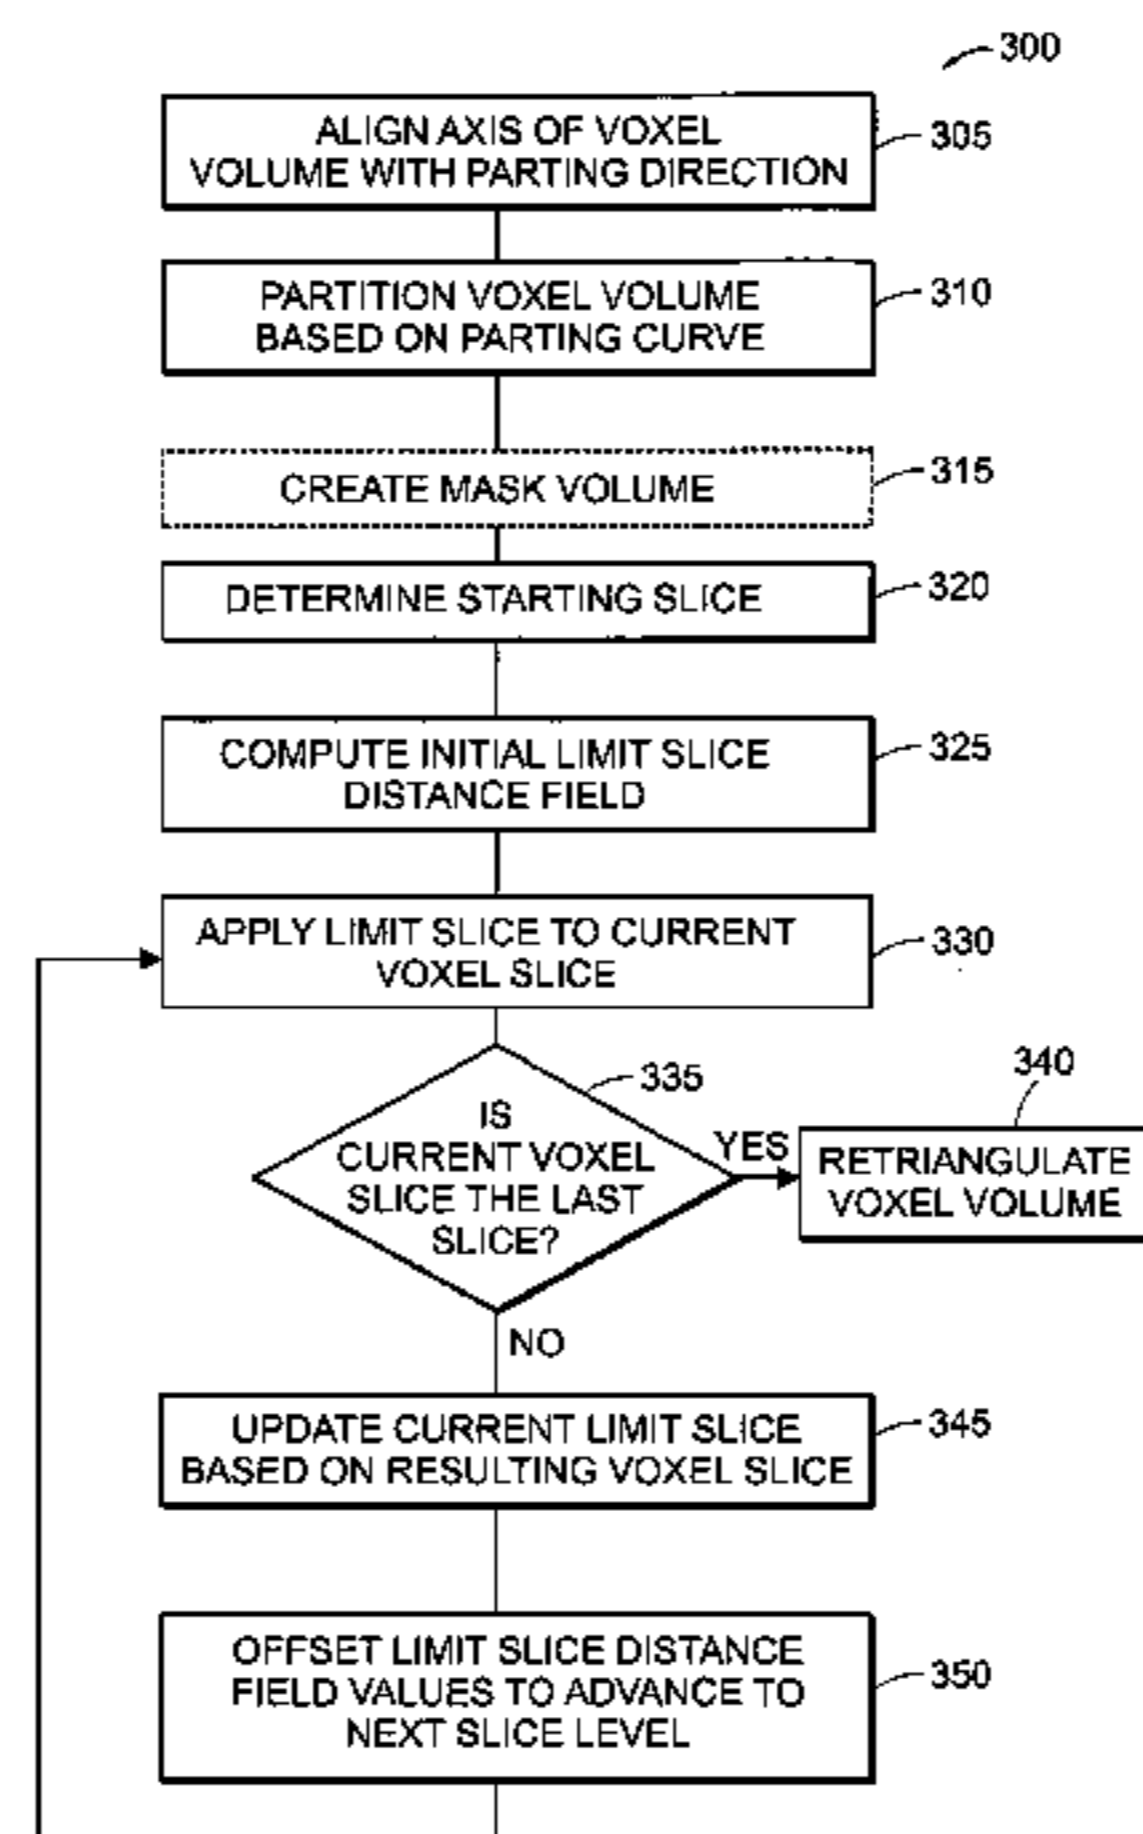 300
ALIGN AXIS OF VOXEL
VOLUME WITH PARTING DIRECTION
305
PARTITION VOXEL VOLUME
BASED ON PARTING CURVE
310
CREATE MASK VOLUME
315
DETERMINE STARTING SLICE
320
COMPUTE INITIAL LIMIT SLICE
DISTANCE FIELD
325
APPLY LIMIT SLICE TO CURRENT
VOXEL SLICE
330
IS
CURRENT VOXEL
SLICE THE LAST
SLICE?
335
YES
340
RETRIANGULATE
VOXEL VOLUME
NO
UPDATE CURRENT LIMIT SLICE
BASED ON RESULTING VOXEL SLICE
345
OFFSET LIMIT SLICE DISTANCE
FIELD VALUES TO ADVANCE TO
NEXT SLICE LEVEL
350